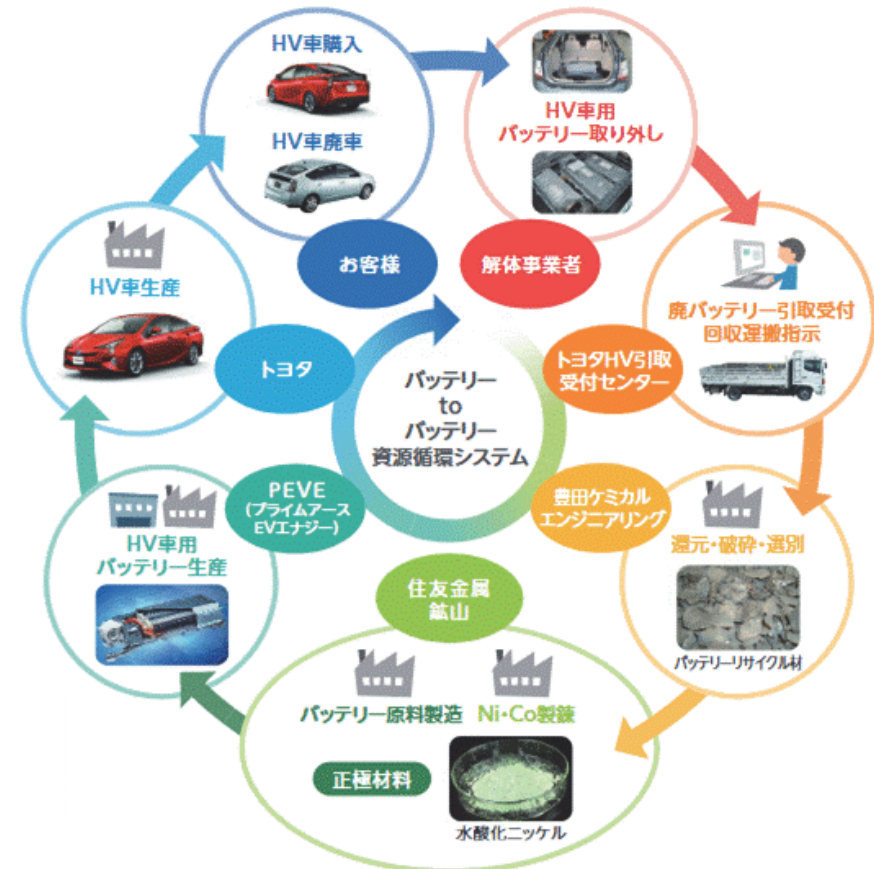 HV車購入
HV車廃車
お客様
HV車用
バッテリー取り外し
解体事業者
廃バッテリー引取受付
回収運搬指示
トヨタHV引取
受付センター
還元・破砕・選別
バッテリーリサイクル材
豊田ケミカル
エンジニアリング
住友金属
鉱山
バッテリー原料製造
Ni・Co製錬
正極材料
水酸化ニッケル
PEVE
(プライムアース
EVエナジー)
HV車用
バッテリー生産
HV車生産
トヨタ
バッテリー
to
バッテリー
資源循環システム